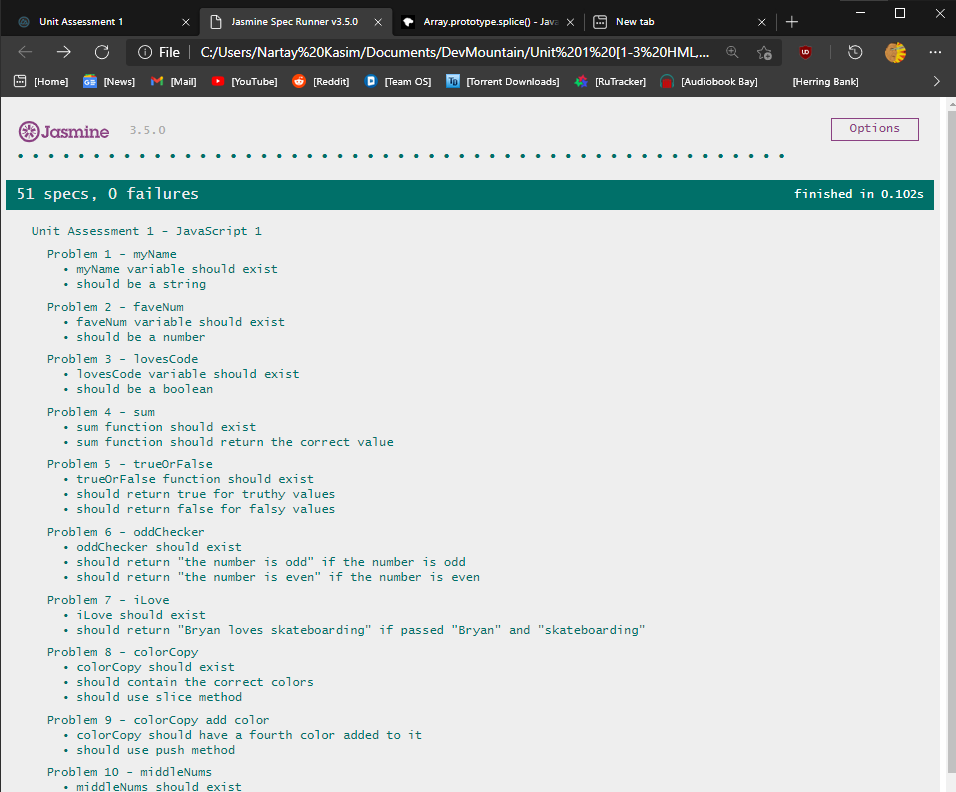 Unit Assessment 1
Jasmine Spec Runner v3.5.0
Array.prototype.splice() - Java
New tab
File
C:/Users/Nartay%20Kasim/Documents/DevMountain/Unit%201%20[1-3%20HML,...
[Home]
[News]
[Mail]
[YouTube]
[Reddit]
[Team OS]
[Torrent Downloads]
[RuTracker]
[Audiobook Bay]
[Herring Bank]
Jasmine 3.5.0
Options
51 specs, 0 failures
finished in 0.102s
Unit Assessment 1 - JavaScript 1
Problem 1 - myName
• myName variable should exist
• should be a string
Problem 2 - faveNum
• faveNum variable should exist
• should be a number
Problem 3 - lovesCode
• lovesCode variable should exist
• should be a boolean
Problem 4 - sum
• sum function should exist
• sum function should return the correct value
Problem 5 - trueOrFalse
• trueOrFalse function should exist
• should return true for truthy values
• should return false for falsy values
Problem 6 - oddChecker
• oddChecker should exist
• should return "the number is odd" if the number is odd
• should return "the number is even" if the number is even
Problem 7 - iLove
• iLove should exist
• should return "Bryan loves skateboarding" if passed "Bryan" and "skateboarding"
Problem 8 - colorCopy
• colorCopy should exist
• should contain the correct colors
• should use slice method
Problem 9 - colorCopy add color
• colorCopy should have a fourth color added to it
• should use push method
Problem 10 - middleNums
• middleNums should exist